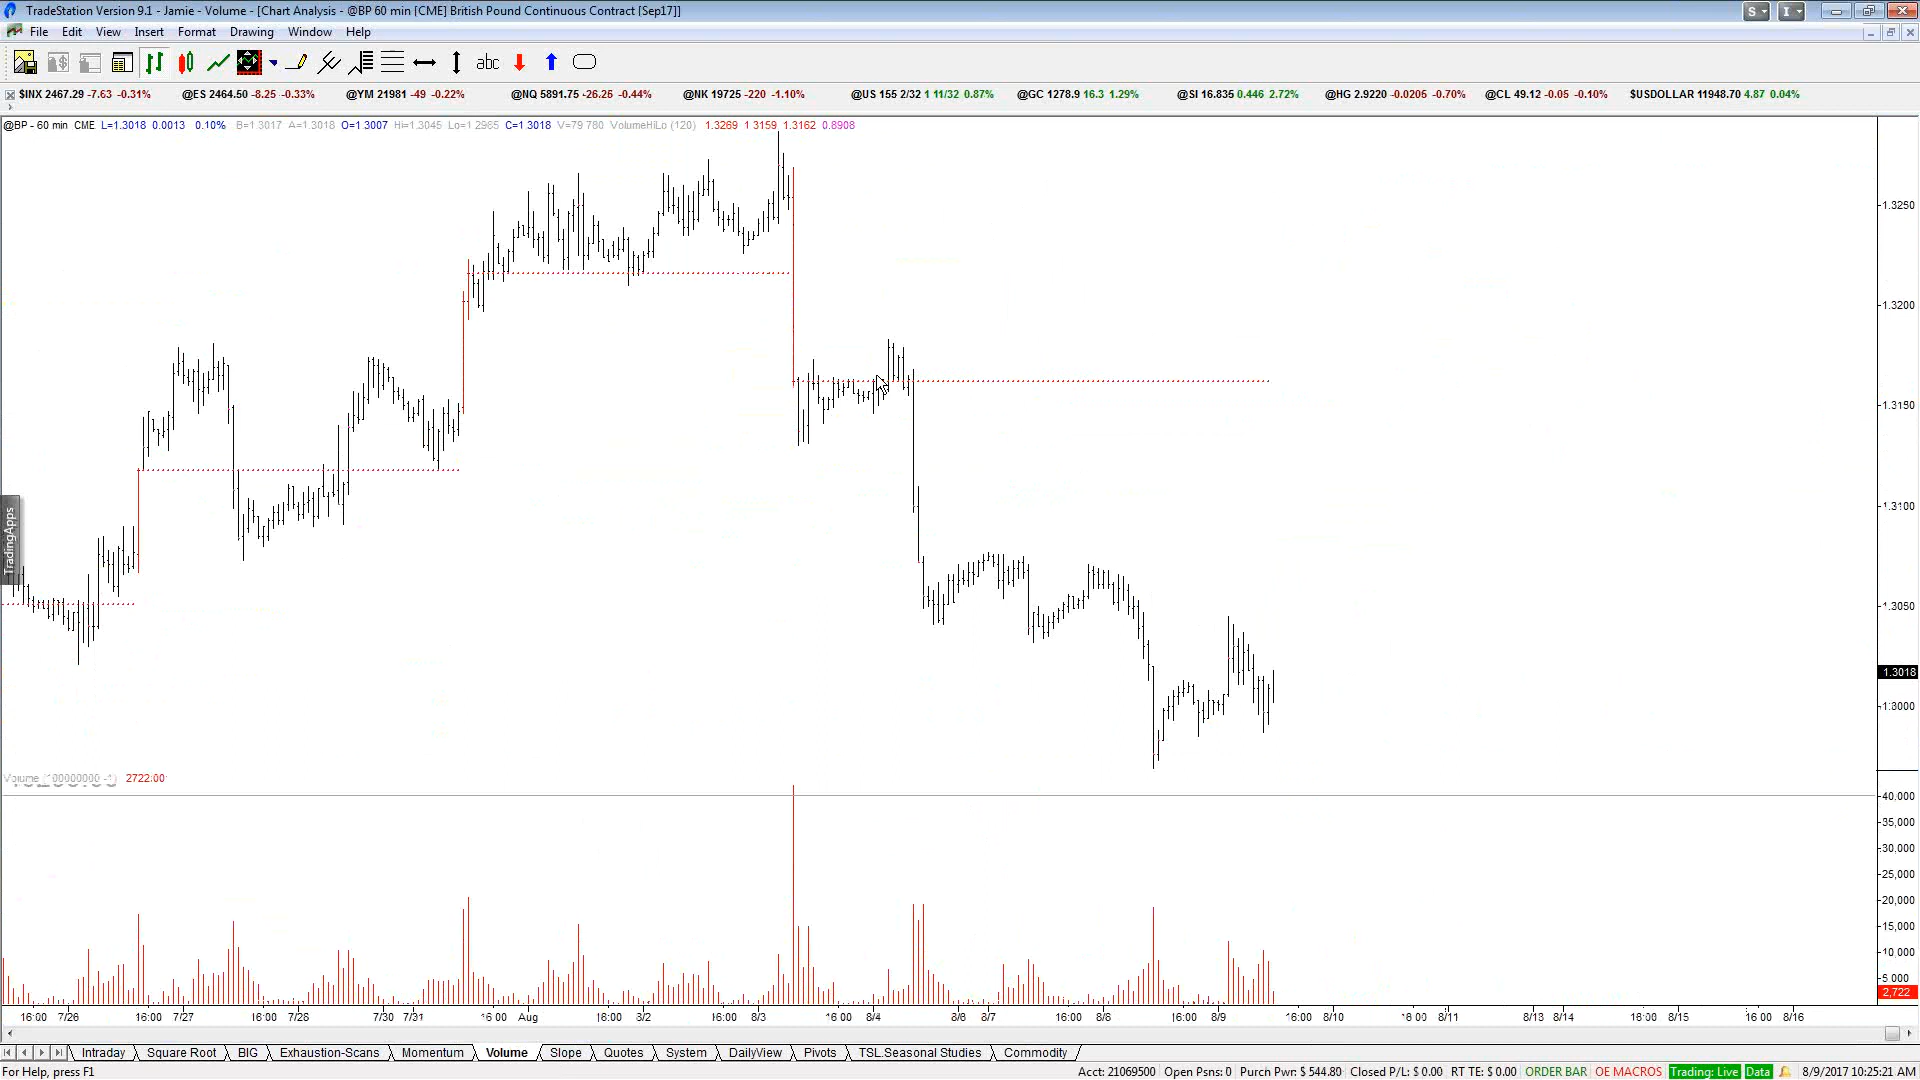 TradeStation Version 9.1 - Jamie - Volume - [Chart Analysis - @BP 60 min [CME] British Pound Continuous Contract [Sep17]]
S I
File Edit View Insert Format Drawing Window Help
abc
$INX 2467.29 -7.63 -0.31% @ES 2464.50 -8.25 -0.33% @YM 21981 -49 -0.22% @NQ 5891.75 -26.25 -0.44% @NK 19725 -220 -1.10% @US 155 2/32 1 11/32 0.87% @GC 1278.9 16.3 1.29% @SI 16.835 0.446 2.72% @HG 2.9220 -0.0205 -0.70% @CL 49.12 -0.05 -0.10% $USDOLLAR 11948.70 4.87 0.04%
@BP - 60 min CME L=1.3018 0.0013 0.10% B=1.3017 A=1.3018 O=1.3007 Hi=1.3045 Lo=1.2965 C=1.3018 V=79 780 VolumeHiLo (120) 1.3269 1.3159 1.3162 0.8908
1.3250
1.3200
1.3150
1.3100
TradingApps
1.3050
1.3018
1.3000
Volume (100000000 -1) 2722.00
40,000
35,000
30,000
25,000
20,000
15,000
10,000
5,000
2,722
16:00 7/26 16:00 7/27 16:00 7/28 7/30 7/31 16:00 Aug 16:00 8/2 16:00 8/3 16:00 8/4 8/6 8/7 16:00 8/8 16:00 8/9 16:00 8/10 16:00 8/11 8/13 8/14 16:00 8/15 16:00 8/16
Intraday Square Root BIG Exhaustion-Scans Momentum Volume Slope Quotes System DailyView Pivots TSL.Seasonal Studies Commodity
For Help, press F1 Acct: 21069500 Open Psns: 0 Purch Pwr: $ 544.80 Closed P/L: $ 0.00 RT TE: $ 0.00 ORDER BAR OE MACROS Trading: Live Data 8/9/2017 10:25:21 AM